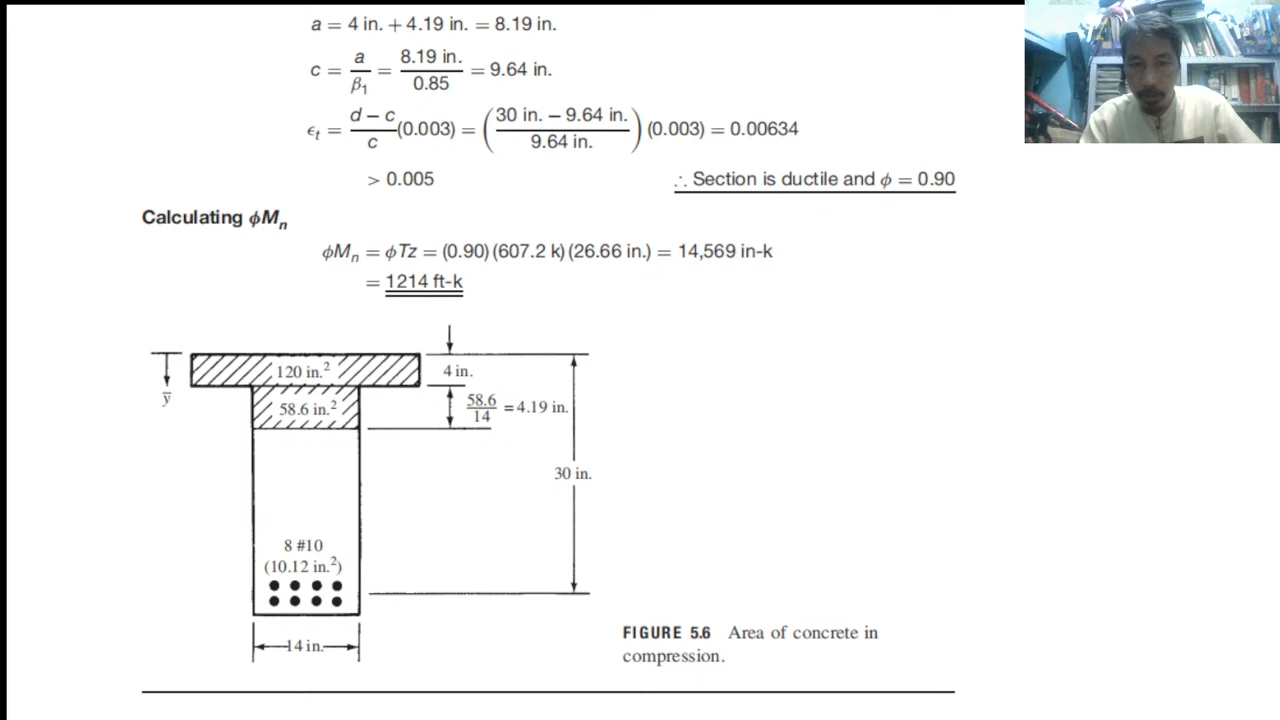 a = 4 in. + 4.19 in. = 8.19 in.
c = a/β₁ = 8.19 in./0.85 = 9.64 in.
ϵₜ = d − c/c (0.003) = (30 in. − 9.64 in./9.64 in.) (0.003) = 0.00634
> 0.005 ∴ Section is ductile and ϕ = 0.90
Calculating ϕMₙ
ϕMₙ = ϕTz = (0.90) (607.2 k) (26.66 in.) = 14,569 in-k
= 1214 ft-k
120 in.² 4 in.
ȳ
58.6 in.² 58.6/14 = 4.19 in.
30 in.
8 #10
(10.12 in.²)
14 in.
FIGURE 5.6 Area of concrete in
compression.